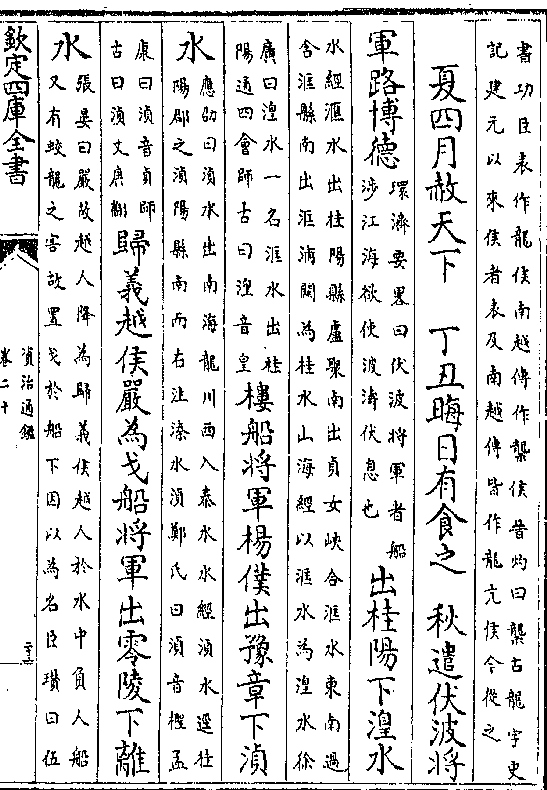 書功臣表作龍侯南越傳作龒侯晉灼曰龒古龍字史
記建元以來侯者表及南越傳皆作龍亢侯今從之
夏四月赦天下　丁丑晦日有食之　秋遣伏波將
軍路博德
環濟要畧曰伏波將軍者船
涉江海欲使波濤伏息也
出桂陽下湟水
水經滙水出桂陽縣盧聚南出貞女峽合洭水東南過
含洭縣南出洭浦關為桂水山海經以洭水為湟水徐
廣曰湟水一名洭水出桂
陽通四會師古曰湟音皇
樓船將軍楊僕出豫章下湞
水
應劭曰湞水出南海龍川西入秦水水經湞水逕桂
陽郡之湞陽縣南而右注溱水湞鄭氏曰湞音檉孟
康曰湞音貞師
古曰湞丈庚翻
歸義越侯嚴為戈船將軍出零陵下離
水
張晏曰嚴故越人降為歸義侯越人於水中負人船
又有蛟龍之害故置戈於船下因以為名臣瓚曰伍
欽定四庫全書
資治通鑑
卷二十